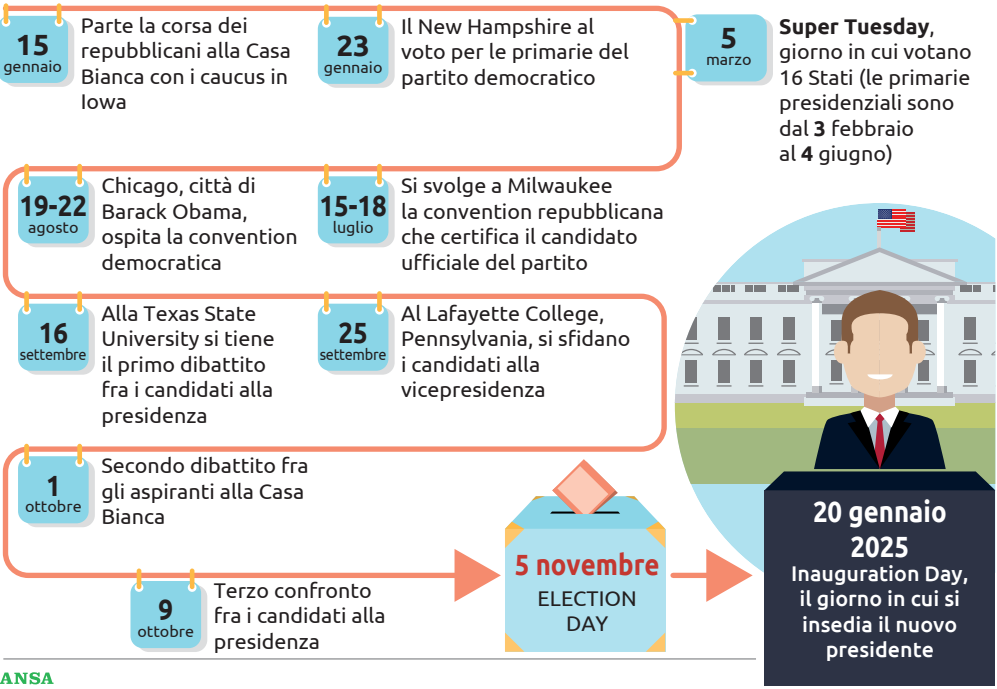 15
gennaio
Parte la corsa dei
repubblicani alla Casa
Bianca con i caucus in
Iowa
23
gennaio
Il New Hampshire al
voto per le primarie del
partito democratico
5
marzo
Super Tuesday,
giorno in cui votano
16 Stati (le primarie
presidenziali sono
dal 3 febbraio
al 4 giugno)
19-22
agosto
Chicago, città di
Barack Obama,
ospita la convention
democratica
15-18
luglio
Si svolge a Milwaukee
la convention repubblicana
che certifica il candidato
ufficiale del partito
16
settembre
Alla Texas State
University si tiene
il primo dibattito
fra i candidati alla
presidenza
25
settembre
Al Lafayette College,
Pennsylvania, si sfidano
i candidati alla
vicepresidenza
1
ottobre
Secondo dibattito fra
gli aspiranti alla Casa
Bianca
9
ottobre
Terzo confronto
fra i candidati alla
presidenza
5 novembre
ELECTION
DAY
20 gennaio
2025
Inauguration Day,
il giorno in cui si
insedia il nuovo
presidente
ANSA